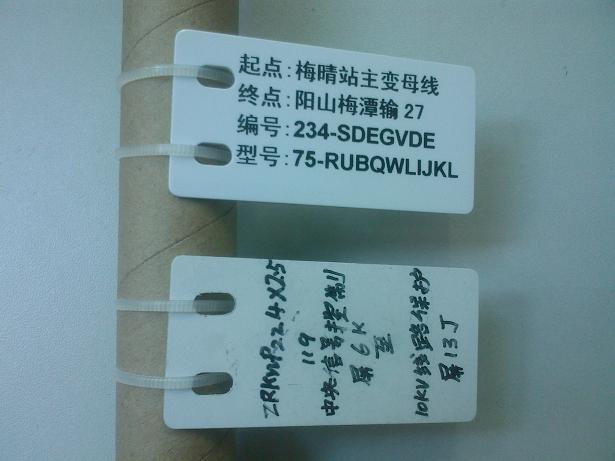 起点:梅晴站主变母线
终点:阳山梅潭输 27
编号:234-SDEGVDE
型号:75-RUBQWLIJKL
ZRKVVP22 4X2.5
119
中央信号控制
屏 6K
至
10KV线路保护
屏 13J